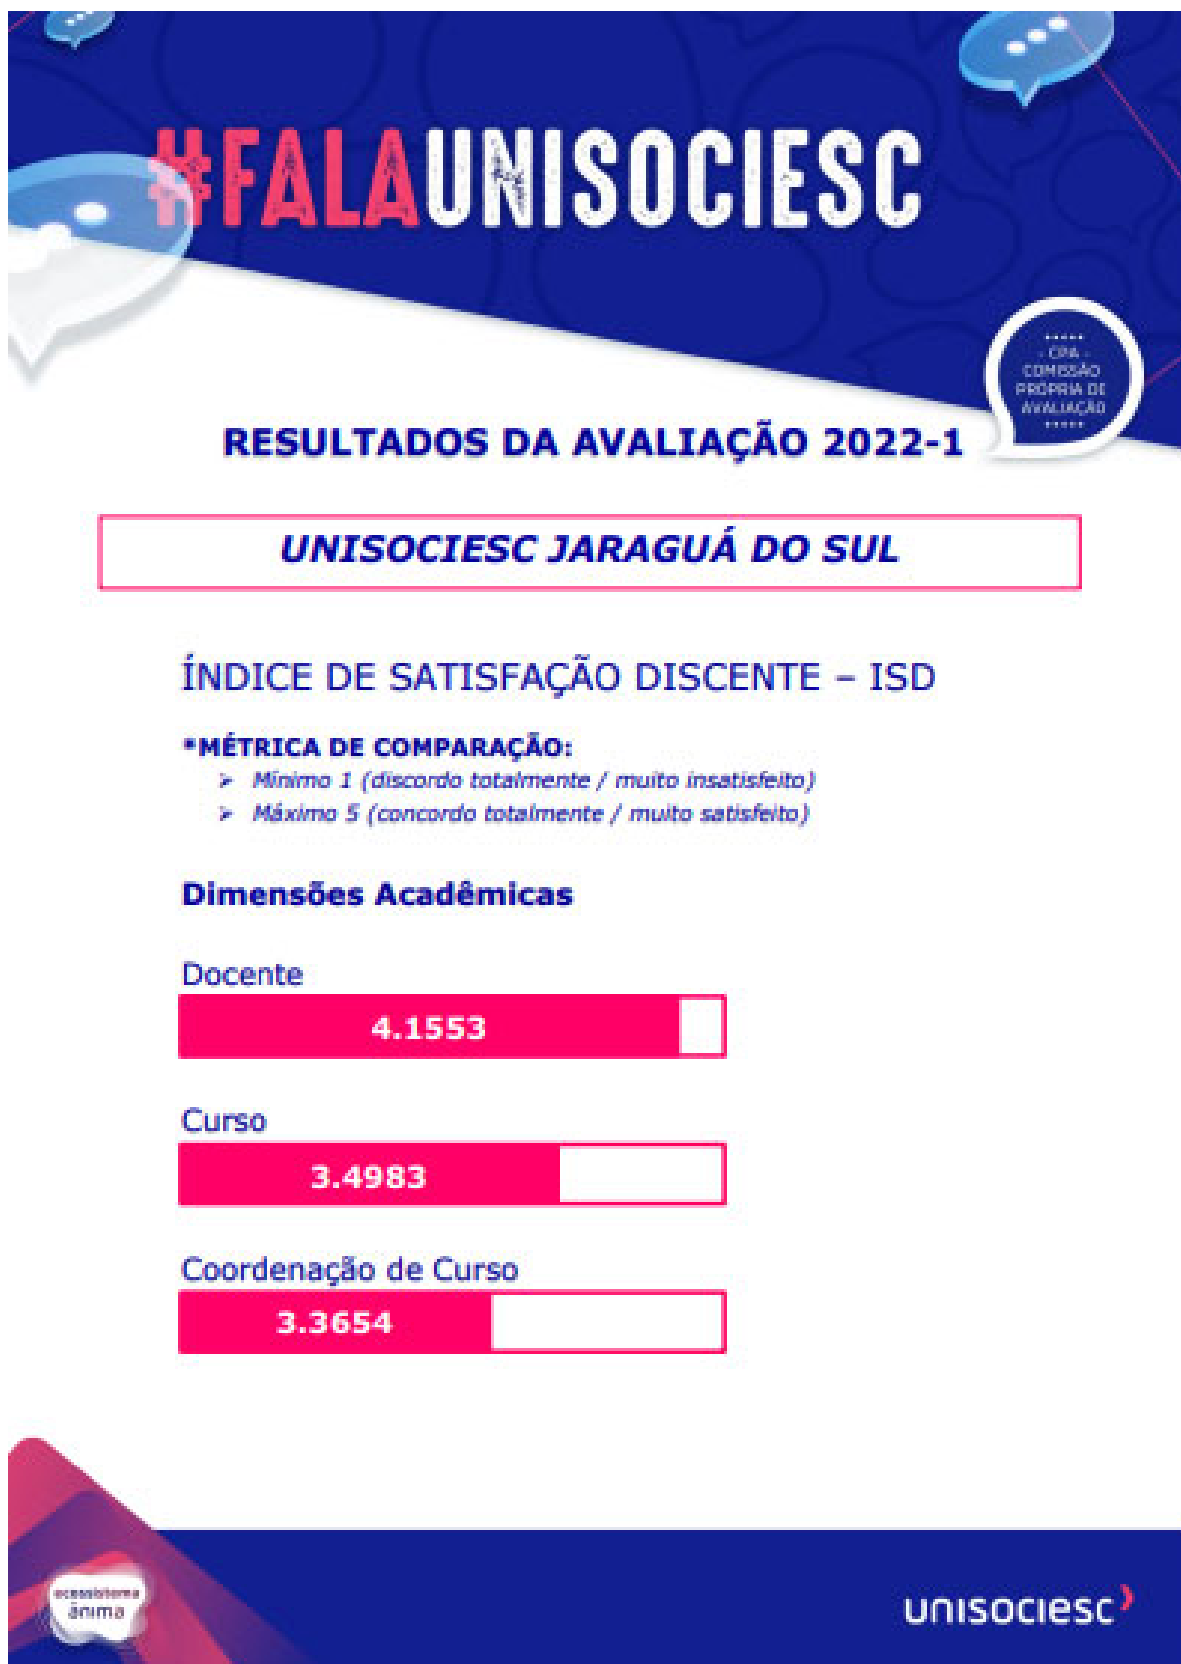 #FALAUNISOCIESC
- CPA -
COMISSÃO
PRÓPRIA DE
AVALIAÇÃO
RESULTADOS DA AVALIAÇÃO 2022-1
UNISOCIESC JARAGUÁ DO SUL
ÍNDICE DE SATISFAÇÃO DISCENTE – ISD
*MÉTRICA DE COMPARAÇÃO:
➢ Mínimo 1 (discordo totalmente / muito insatisfeito)
➢ Máximo 5 (concordo totalmente / muito satisfeito)
Dimensões Acadêmicas
Docente
4.1553
Curso
3.4983
Coordenação de Curso
3.3654
ecossistema
ânima
unisociesc